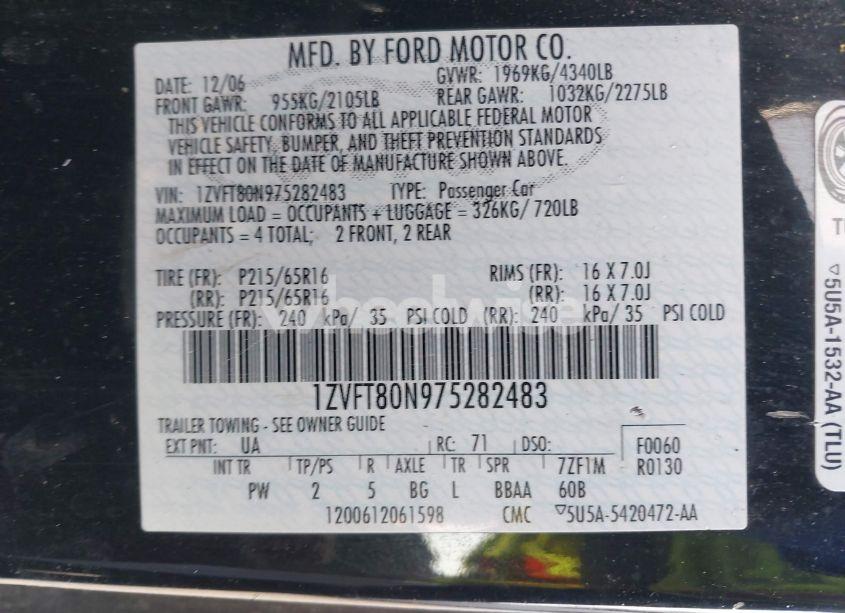 MFD. BY FORD MOTOR CO.
DATE: 12/06 GVWR: 1969KG/4340LB
FRONT GAWR: 955KG/2105LB REAR GAWR: 1032KG/2275LB
THIS VEHICLE CONFORMS TO ALL APPLICABLE FEDERAL MOTOR
VEHICLE SAFETY, BUMPER, AND THEFT PREVENTION STANDARDS
IN EFFECT ON THE DATE OF MANUFACTURE SHOWN ABOVE.
VIN: 1ZVFT80N975282483 TYPE: Passenger Car
MAXIMUM LOAD = OCCUPANTS + LUGGAGE = 326KG/ 720LB
OCCUPANTS = 4 TOTAL; 2 FRONT, 2 REAR
TIRE (FR): P215/65R16 RIMS (FR): 16 X 7.0J
(RR): P215/65R16 (RR): 16 X 7.0J
PRESSURE (FR): 240 kPa/ 35 PSI COLD (RR): 240 kPa/ 35 PSI COLD
1ZVFT80N975282483
TRAILER TOWING - SEE OWNER GUIDE
EXT PNT: UA RC: 71 DSO: F0060
INT TR TP/PS R AXLE TR SPR 7ZF1M R0130
PW 2 5 BG L BBAA 60B
1200612061598 CMC ▽5U5A-5420472-AA
▽5U5A-1532-AA (TLU)